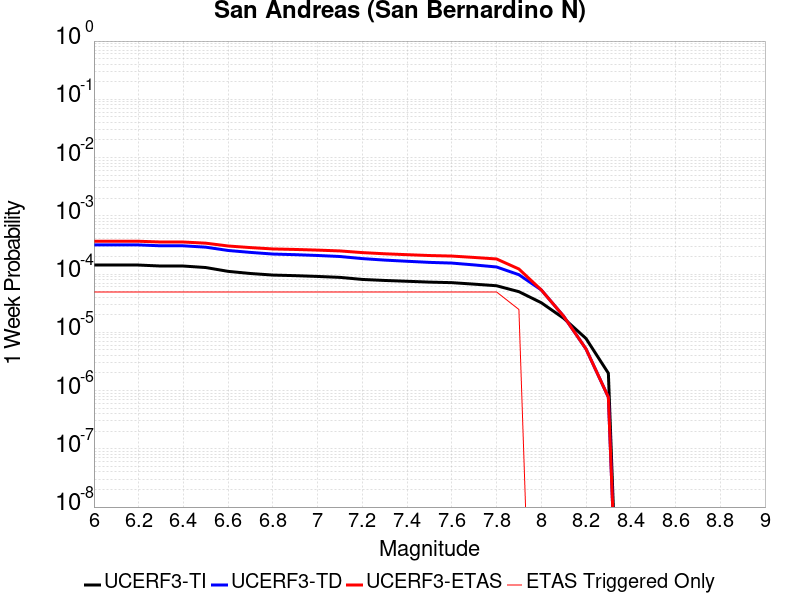 San Andreas (San Bernardino N)
10^0
10^-1
10^-2
10^-3
10^-4
10^-5
10^-6
10^-7
10^-8
1 Week Probability
6 6.2 6.4 6.6 6.8 7 7.2 7.4 7.6 7.8 8 8.2 8.4 8.6 8.8 9
Magnitude
UCERF3-TI UCERF3-TD UCERF3-ETAS ETAS Triggered Only